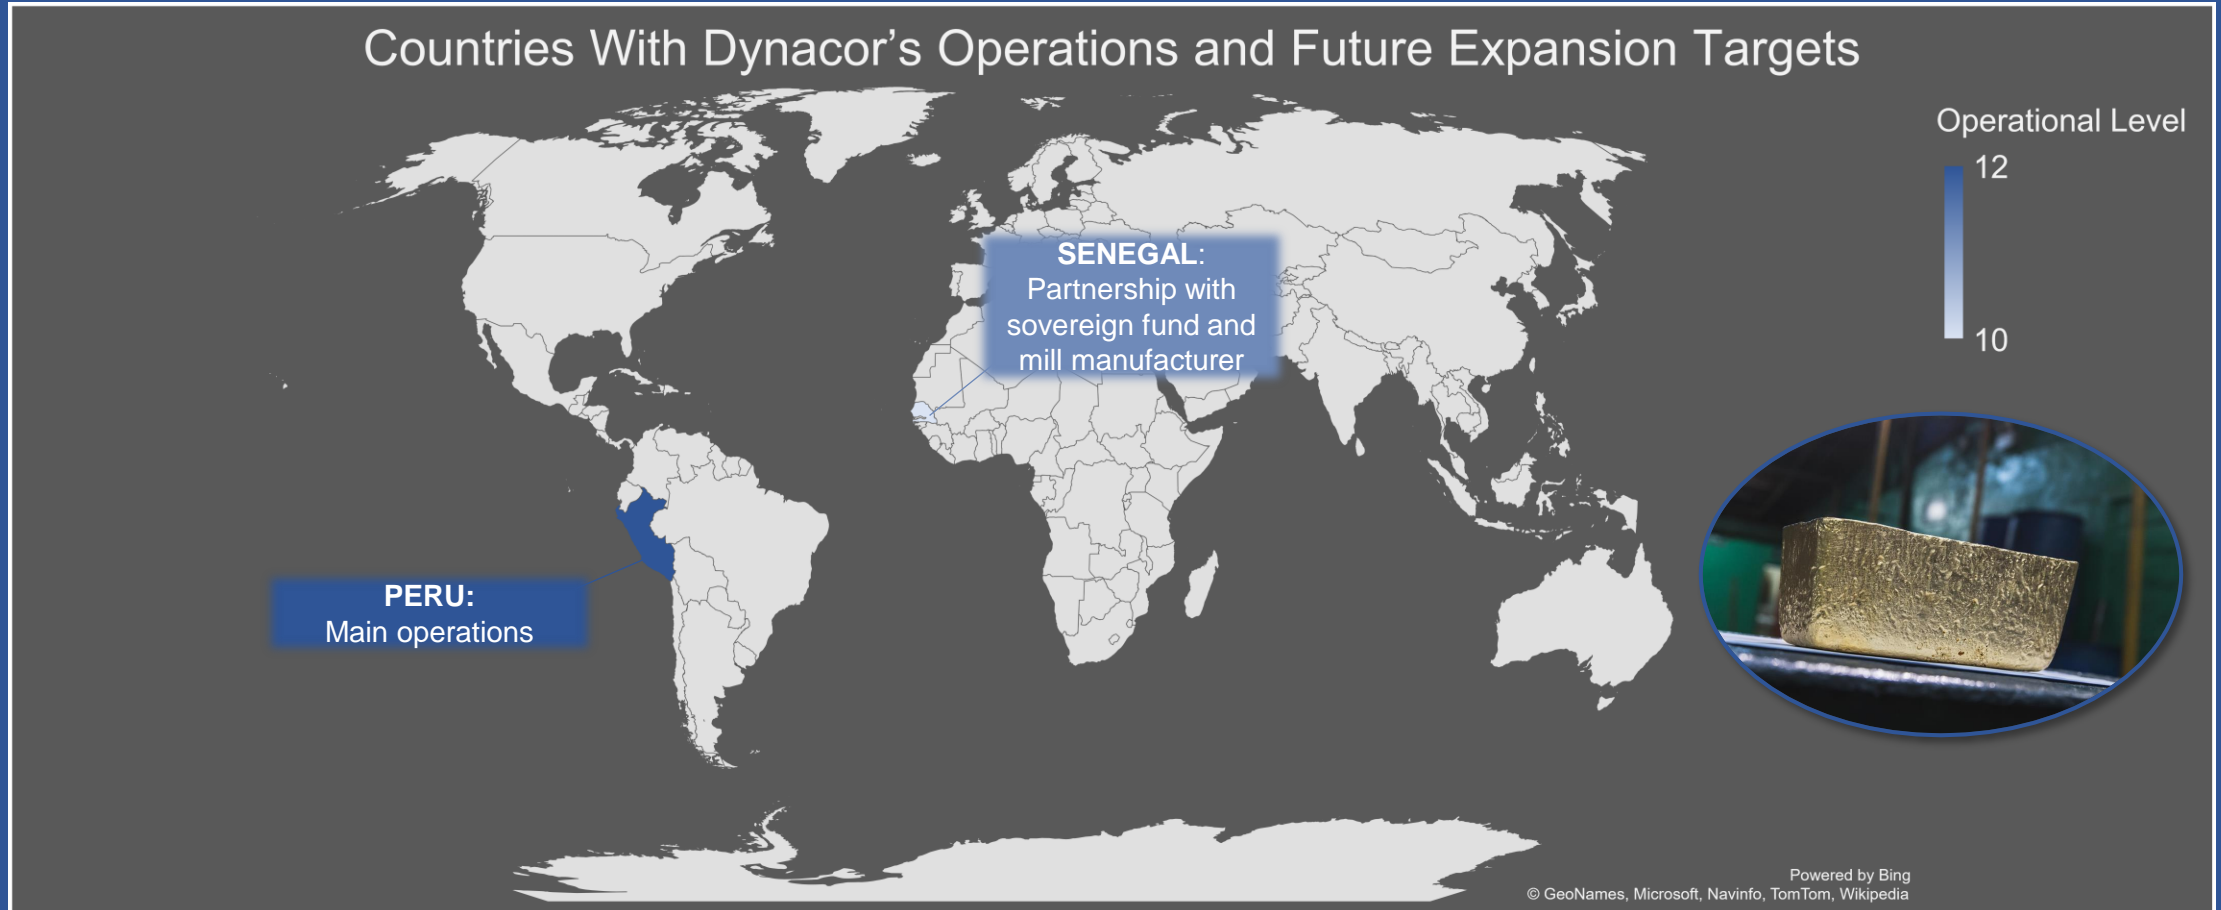 Countries With Dynacor’s Operations and Future Expansion Targets
Operational Level
12
10
SENEGAL:
Partnership with
sovereign fund and
mill manufacturer
PERU:
Main operations
Powered by Bing
© GeoNames, Microsoft, Navinfo, TomTom, Wikipedia